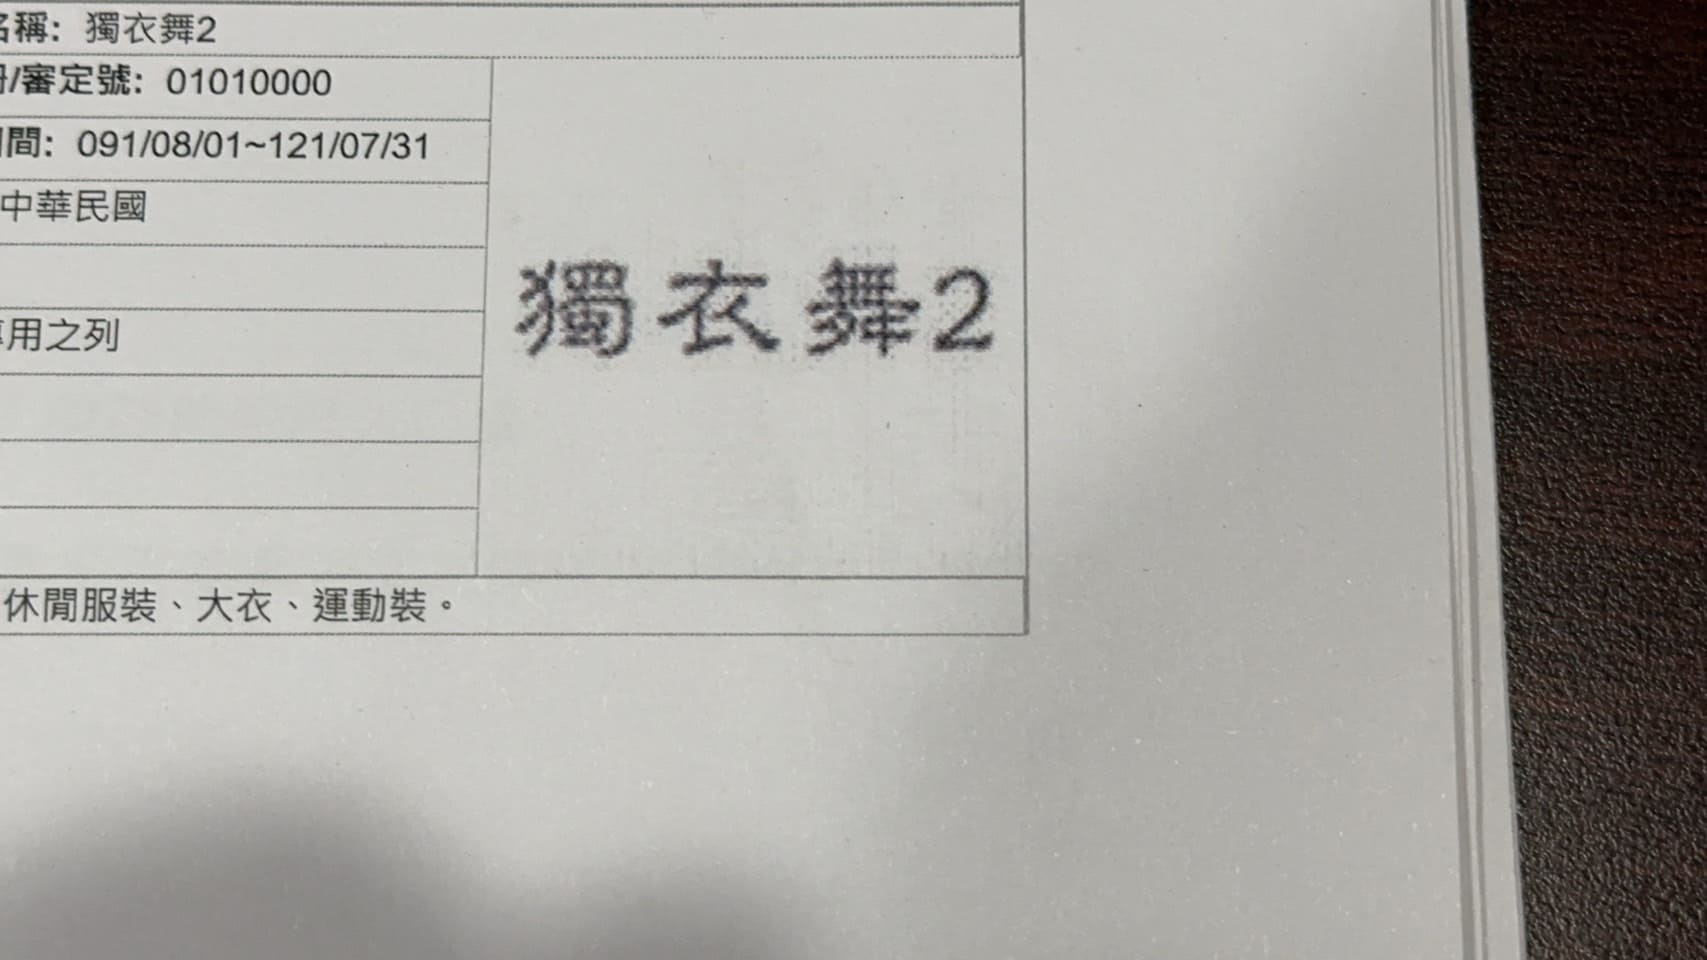 名稱: 獨衣舞2
册/審定號: 01010000
間: 091/08/01~121/07/31
中華民國
獨衣舞2
專用之列
休閒服裝、大衣、運動裝。